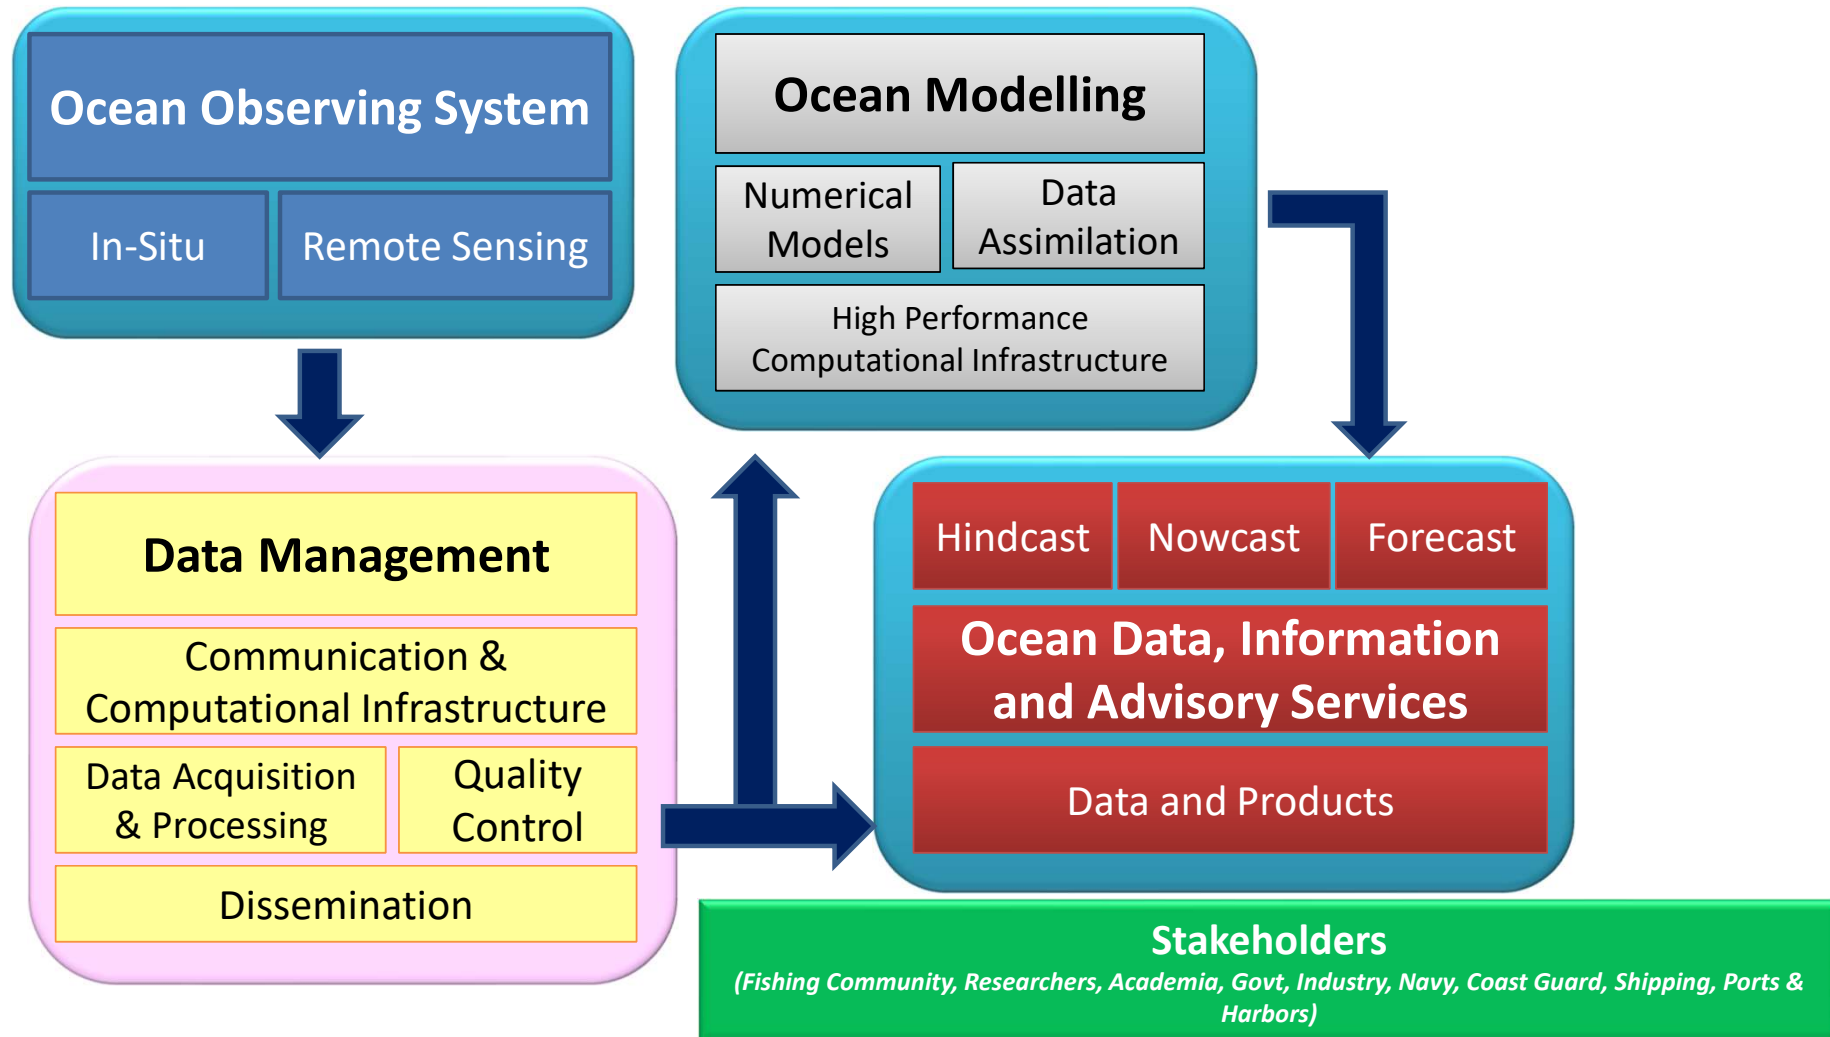 Ocean Observing System
In-Situ
Remote Sensing
Ocean Modelling
Numerical
Models
Data
Assimilation
High Performance
Computational Infrastructure
Data Management
Communication &
Computational Infrastructure
Data Acquisition
& Processing
Quality
Control
Dissemination
Hindcast
Nowcast
Forecast
Ocean Data, Information
and Advisory Services
Data and Products
Stakeholders
(Fishing Community, Researchers, Academia, Govt, Industry, Navy, Coast Guard, Shipping, Ports &
Harbors)